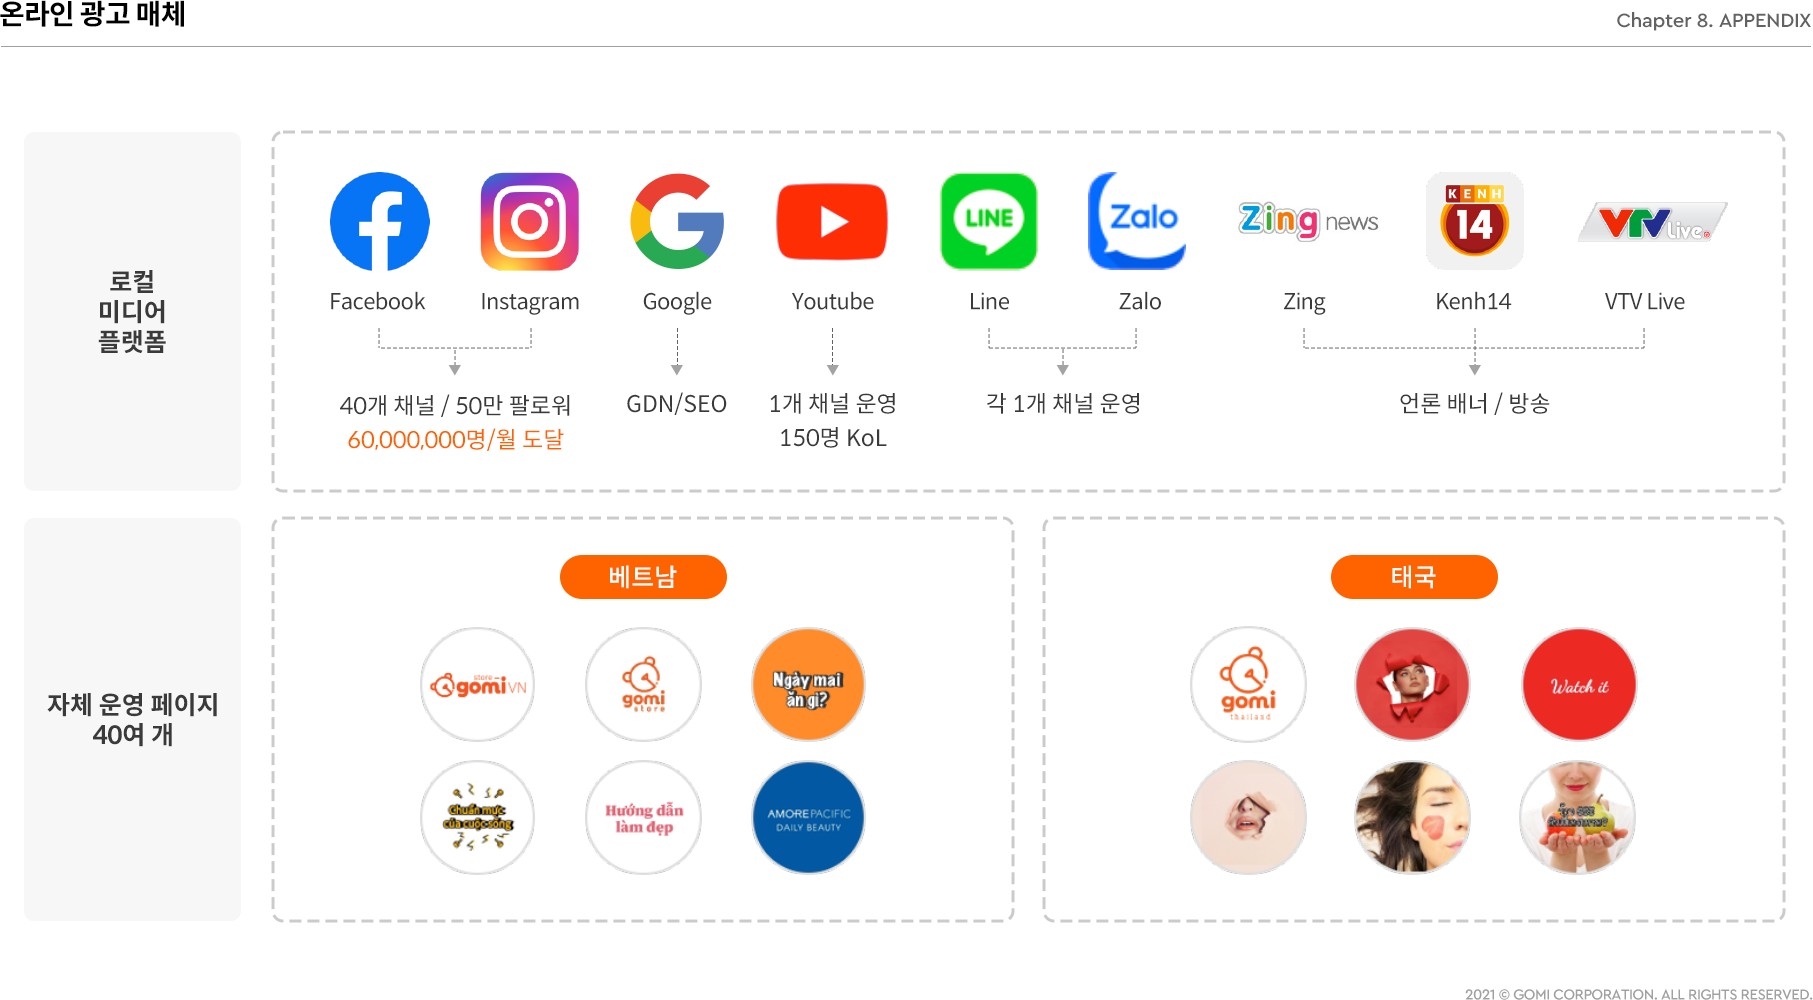 온라인 광고 매체
Chapter 8. APPENDIX
로컬
미디어
플랫폼
LINE
Zalo
Zing news
KENH
14
VTV Live
Facebook
Instagram
Google
Youtube
Line
Zalo
Zing
Kenh14
VTV Live
40개 채널 / 50만 팔로워
60,000,000명/월 도달
GDN/SEO
1개 채널 운영
150명 KoL
각 1개 채널 운영
언론 배너 / 방송
자체 운영 페이지
40여 개
베트남
store
gomi VN
gomi
store
Ngày mai
ăn gì?
Chuẩn mực
của cuộc sống
Hướng dẫn
làm đẹp
AMOREPACIFIC
DAILY BEAUTY
태국
gomi
thailand
Watch it
2021 © GOMI CORPORATION. ALL RIGHTS RESERVED.